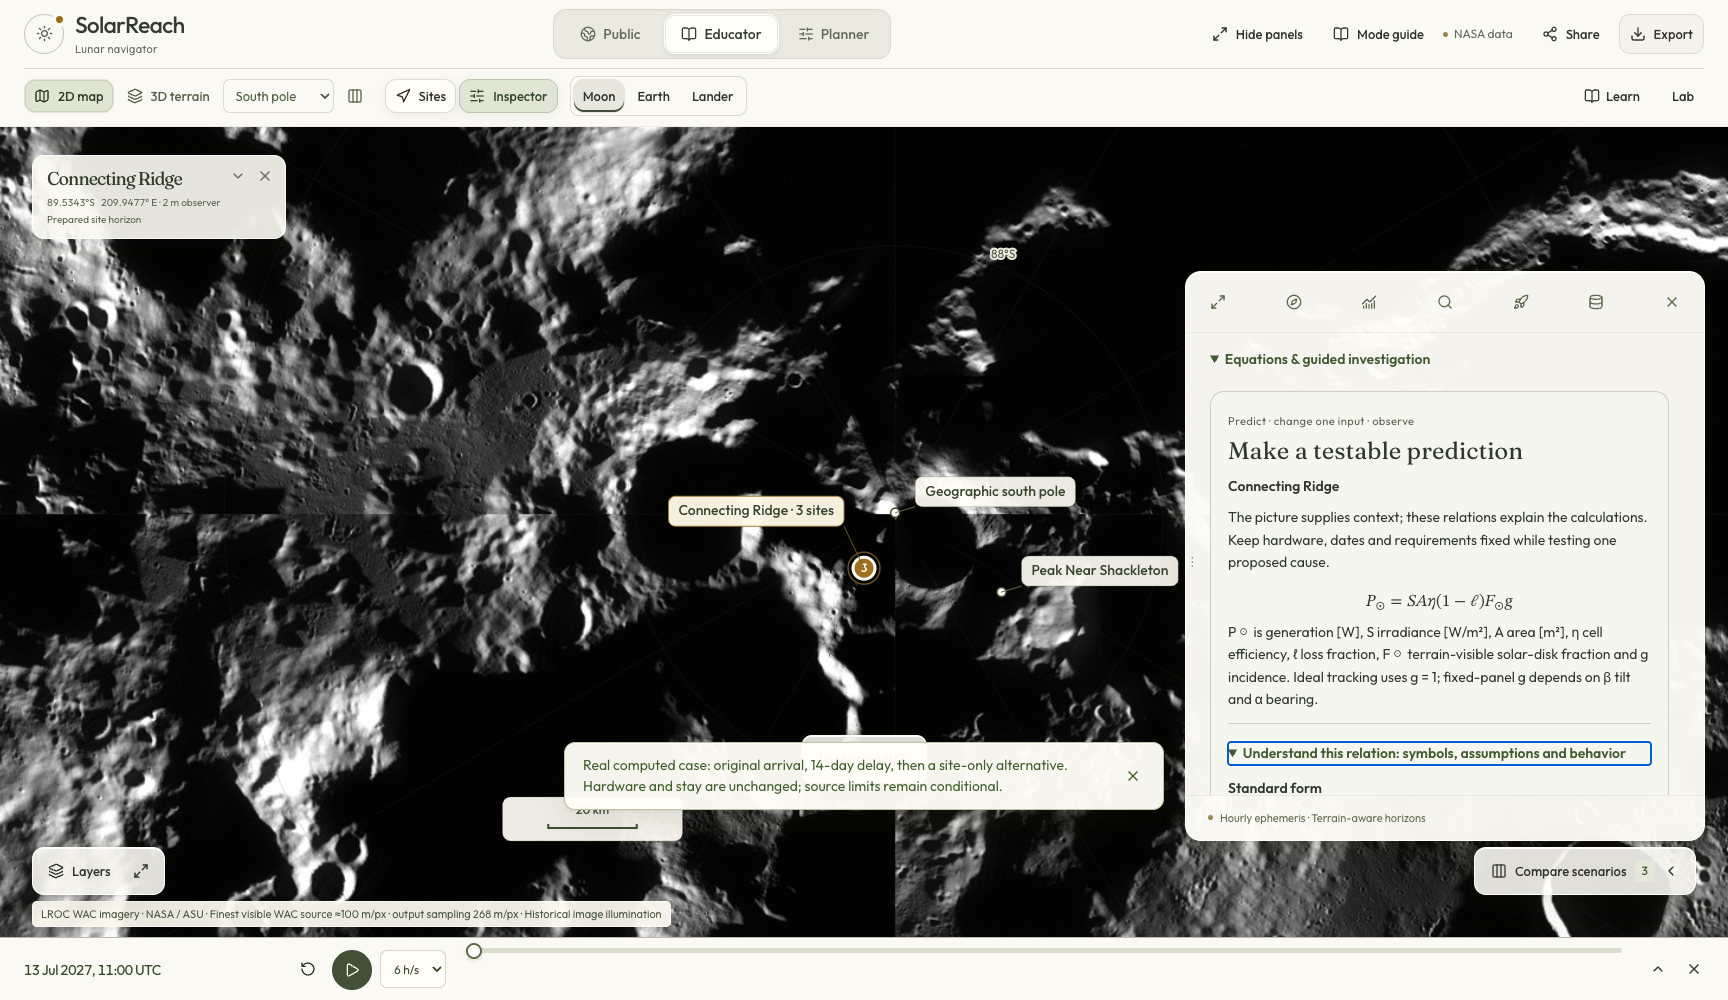 SolarReach
Lunar navigator
Public
Educator
Planner
Hide panels
Mode guide
NASA data
Share
Export
2D map
3D terrain
South pole
Sites
Inspector
Moon
Earth
Lander
Learn
Lab
Connecting Ridge
89.5343°S 209.9477° E · 2 m observer
Prepared site horizon
88°S
Geographic south pole
Connecting Ridge · 3 sites
3
Peak Near Shackleton
Equations & guided investigation
Predict · change one input · observe
Make a testable prediction
Connecting Ridge
The picture supplies context; these relations explain the calculations.
Keep hardware, dates and requirements fixed while testing one
proposed cause.
P⊙ = SAη(1 − ℓ)F⊙g
P⊙ is generation [W], S irradiance [W/m²], A area [m²], η cell
efficiency, ℓ loss fraction, F⊙ terrain-visible solar-disk fraction and g
incidence. Ideal tracking uses g = 1; fixed-panel g depends on β tilt
and α bearing.
Understand this relation: symbols, assumptions and behavior
Standard form
Hourly ephemeris · Terrain-aware horizons
Real computed case: original arrival, 14-day delay, then a site-only alternative.
Hardware and stay are unchanged; source limits remain conditional.
20 km
Layers
Compare scenarios 3
LROC WAC imagery · NASA / ASU · Finest visible WAC source ≈100 m/px · output sampling 268 m/px · Historical image illumination
13 Jul 2027, 11:00 UTC
6 h/s